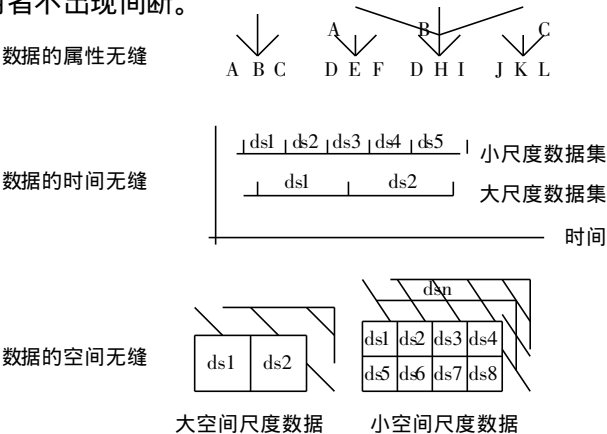 者不出现间断。
A B C
数据的属性无缝
A B C D E F D H I J K L
ds1 ds2 ds3 ds4 ds5
小尺度数据集
数据的时间无缝
ds1 ds2
大尺度数据集
时间
dsn
ds1 ds2 ds3 ds4
数据的空间无缝
ds1 ds2
ds5 ds6 ds7 ds8
大空间尺度数据 小空间尺度数据